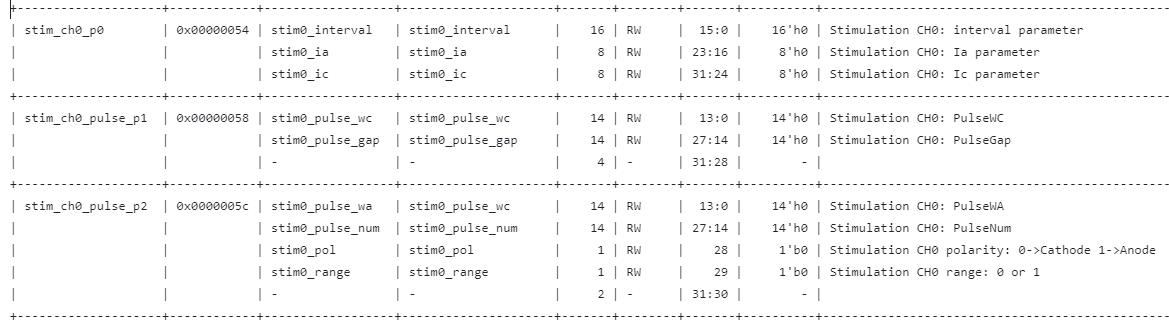 +--------------------+------------+------------------+---------------------+-------+--------+-------+----------+------------------------------------------------
| stim_ch0_p0        | 0x00000054 | stim0_interval   | stim0_interval      |    16 | RW     |  15:0 |    16'h0 | Stimulation CH0: interval parameter
|                    |            | stim0_ia         | stim0_ia            |     8 | RW     | 23:16 |     8'h0 | Stimulation CH0: Ia parameter
|                    |            | stim0_ic         | stim0_ic            |     8 | RW     | 31:24 |     8'h0 | Stimulation CH0: Ic parameter
+--------------------+------------+------------------+---------------------+-------+--------+-------+----------+------------------------------------------------
| stim_ch0_pulse_p1  | 0x00000058 | stim0_pulse_wc   | stim0_pulse_wc      |    14 | RW     |  13:0 |    14'h0 | Stimulation CH0: PulseWC
|                    |            | stim0_pulse_gap  | stim0_pulse_gap     |    14 | RW     | 27:14 |    14'h0 | Stimulation CH0: PulseGap
|                    |            | -                | -                   |     4 | -      | 31:28 |        - |
+--------------------+------------+------------------+---------------------+-------+--------+-------+----------+------------------------------------------------
| stim_ch0_pulse_p2  | 0x0000005c | stim0_pulse_wa   | stim0_pulse_wc      |    14 | RW     |  13:0 |    14'h0 | Stimulation CH0: PulseWA
|                    |            | stim0_pulse_num  | stim0_pulse_num     |    14 | RW     | 27:14 |    14'h0 | Stimulation CH0: PulseNum
|                    |            | stim0_pol        | stim0_pol           |     1 | RW     |    28 |     1'b0 | Stimulation CH0 polarity: 0->Cathode 1->Anode
|                    |            | stim0_range      | stim0_range         |     1 | RW     |    29 |     1'b0 | Stimulation CH0 range: 0 or 1
|                    |            | -                | -                   |     2 | -      | 31:30 |        - |
+--------------------+------------+------------------+---------------------+-------+--------+-------+----------+------------------------------------------------